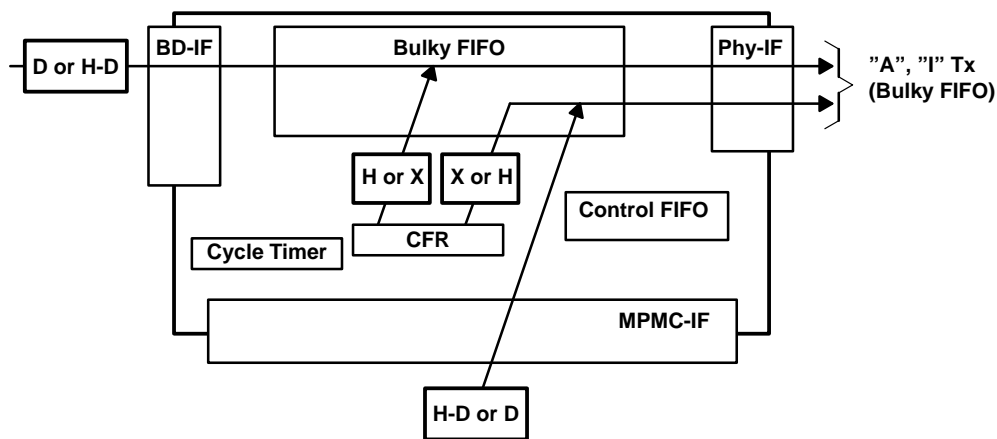 BD-IF
Bulky FIFO
Phy-IF
D or H-D
”A”, ”I” Tx
(Bulky FIFO)
H or X
X or H
Control FIFO
CFR
Cycle Timer
MPMC-IF
H-D or D